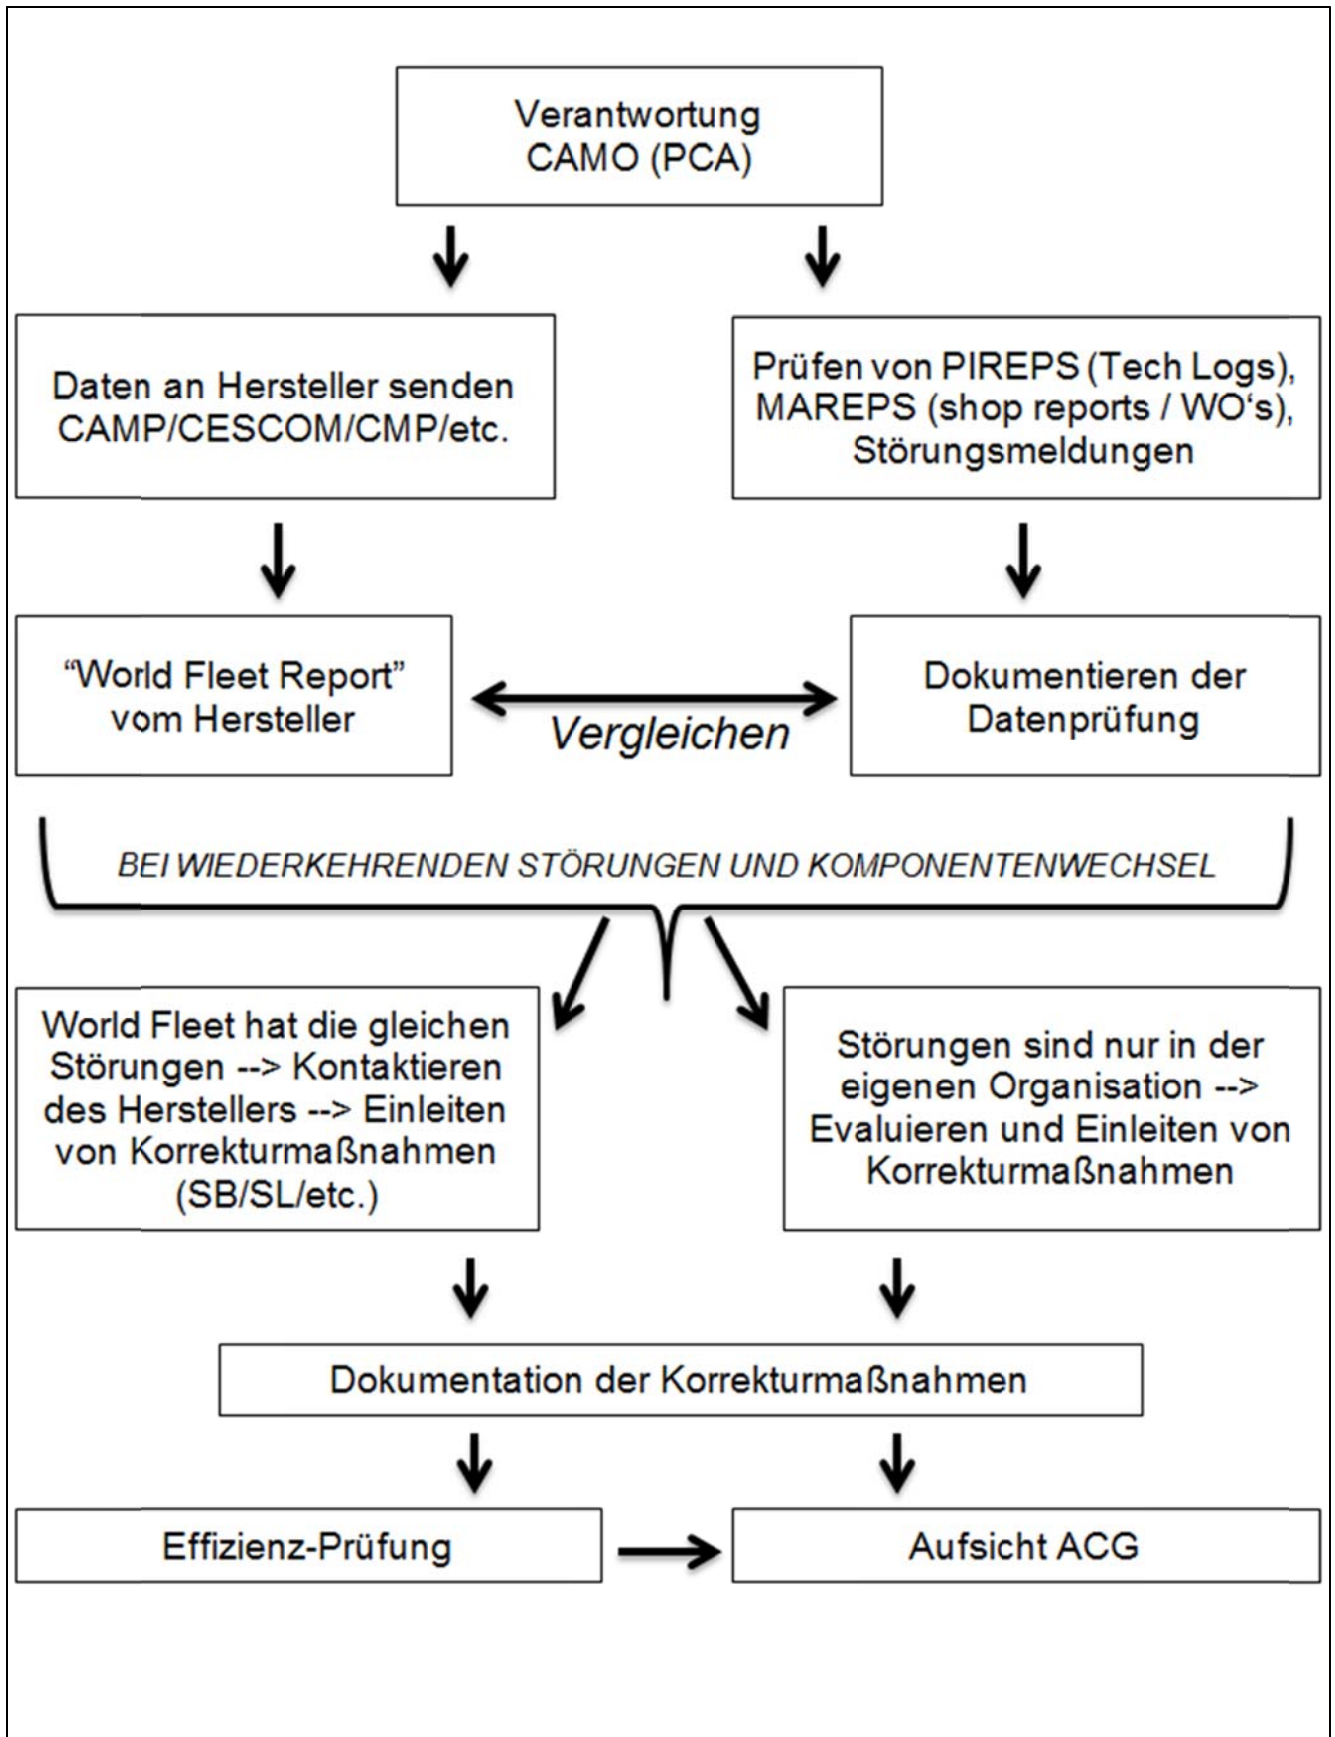 Verantwortung
CAMO (PCA)
Daten an Hersteller senden
CAMP/CESCOM/CMP/etc.
Prüfen von PIREPS (Tech Logs),
MAREPS (shop reports / WO‘s),
Störungsmeldungen
“World Fleet Report”
vom Hersteller
Vergleichen
Dokumentieren der
Datenprüfung
BEI WIEDERKEHRENDEN STÖRUNGEN UND KOMPONENTENWECHSEL
World Fleet hat die gleichen
Störungen --> Kontaktieren
des Herstellers --> Einleiten
von Korrekturmaßnahmen
(SB/SL/etc.)
Störungen sind nur in der
eigenen Organisation -->
Evaluieren und Einleiten von
Korrekturmaßnahmen
Dokumentation der Korrekturmaßnahmen
Effizienz-Prüfung
Aufsicht ACG